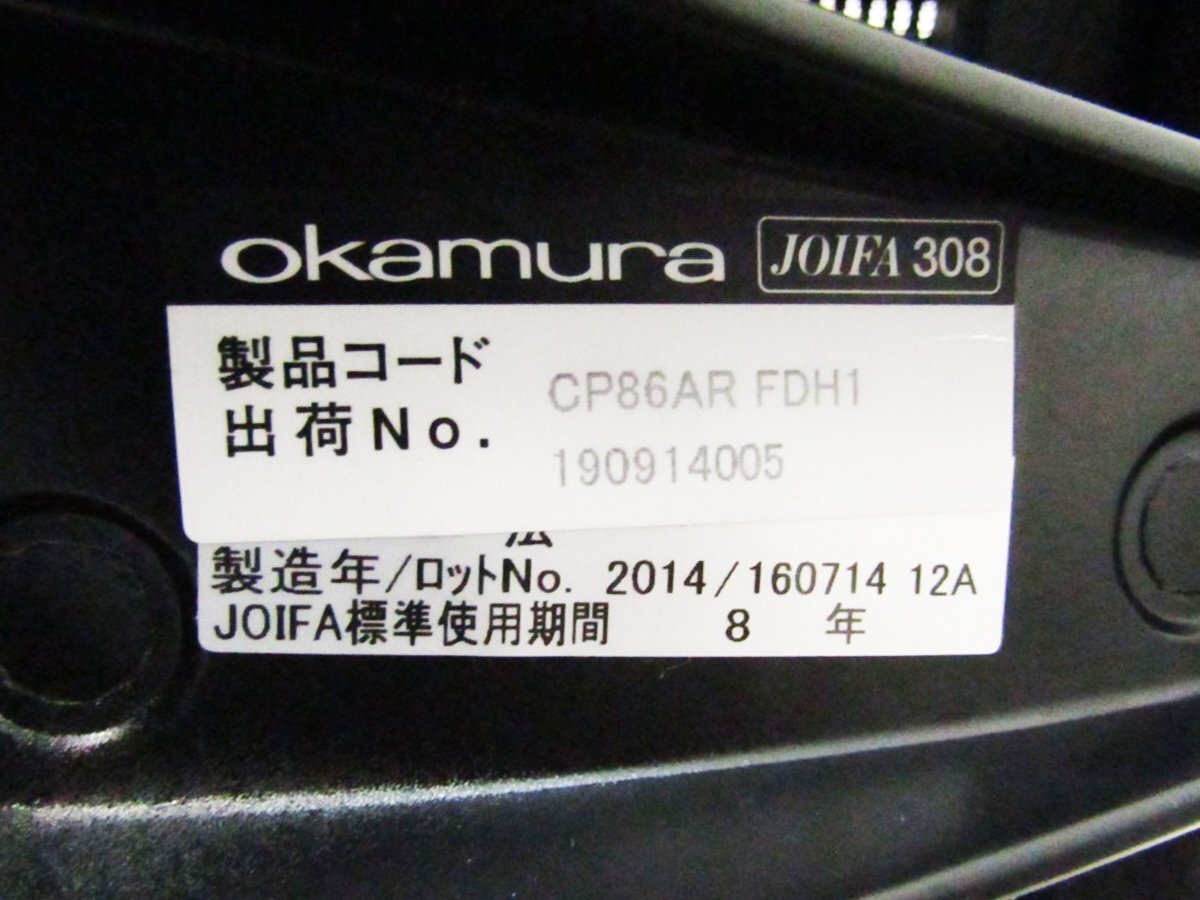 okamura JOIFA 308
製品コード CP86AR FDH1
出荷No. 190914005
法
製造年/ロットNo. 2014/160714 12A
JOIFA標準使用期間 8 年